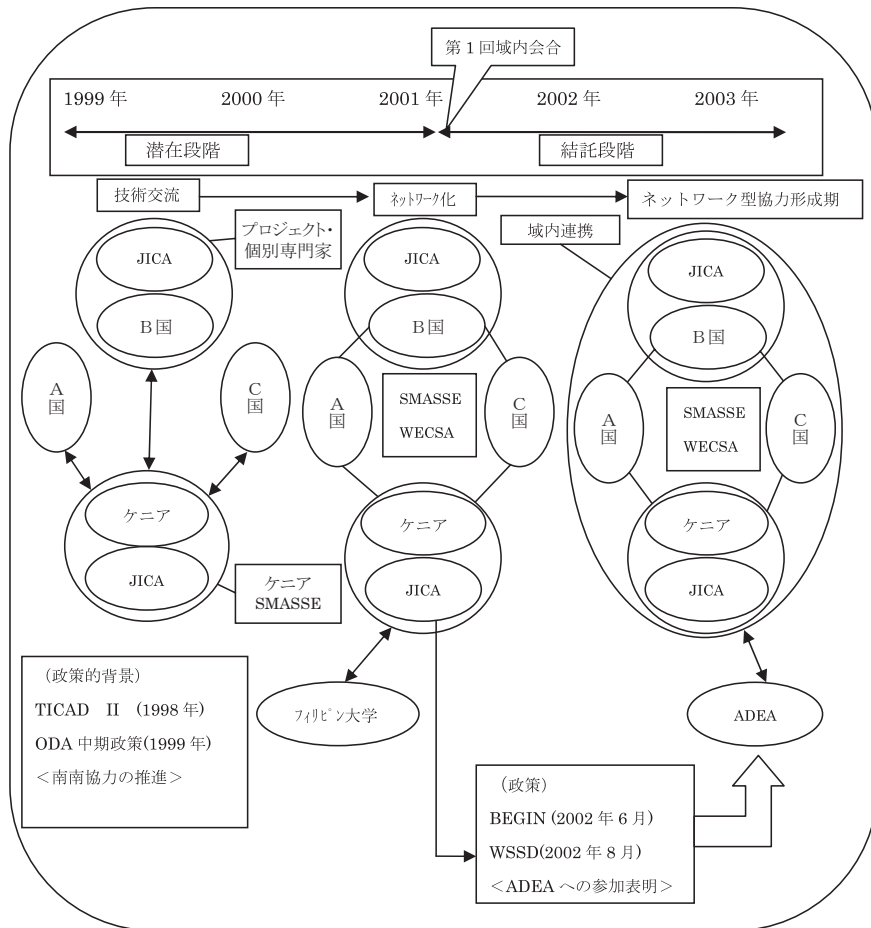 第１回域内会合
1999 年
2000 年
2001 年
2002 年
2003 年
潜在段階
結託段階
技術交流
ﾈｯﾄﾜｰｸ化
ネットワーク型協力形成期
プロジェクト・
個別専門家
域内連携
JICA
B国
A
国
C
国
ケニア
JICA
ケニア
SMASSE
JICA
B国
A
国
SMASSE
WECSA
C
国
ケニア
JICA
JICA
B国
A
国
SMASSE
WECSA
C
国
ケニア
JICA
（政策的背景）
TICAD　II　(1998 年)
ODA 中期政策(1999 年)
＜南南協力の推進＞
ﾌｨﾘﾋﾟﾝ大学
ADEA
（政策）
BEGIN (2002 年 6 月)
WSSD(2002 年 8 月)
＜ADEA への参加表明＞